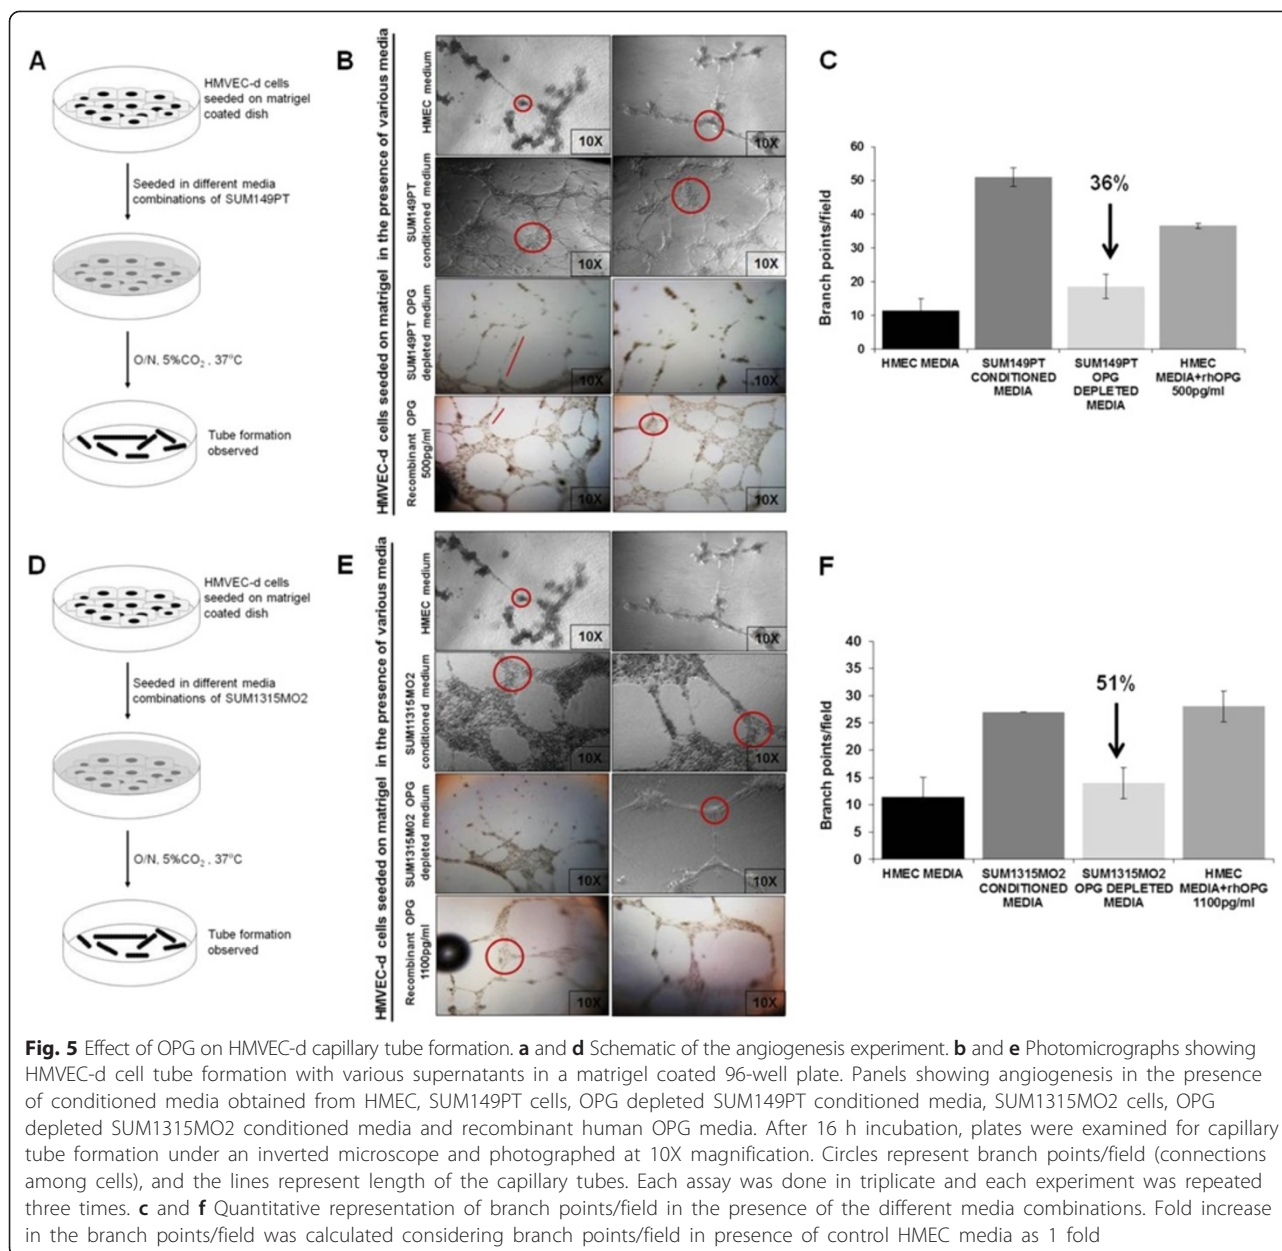 A
HMVEC-d cells
seeded on matrigel
coated dish
Seeded in different media
combinations of SUM149PT
O/N, 5%CO₂ , 37°C
Tube formation
observed
B
HMVEC-d cells seeded on matrigel in the presence of various media
HMEC medium
10X
10X
SUM149PT
conditioned medium
10X
10X
SUM149PT OPG
depleted medium
10X
10X
Recombinant OPG
500pg/ml
10X
10X
C
Branch points/field
60
50
40
30
20
10
0
36%
HMEC MEDIA
SUM149PT
CONDITIONED
MEDIA
SUM149PT
OPG
DEPLETED
MEDIA
HMEC
MEDIA+rhOPG
500pg/ml
D
HMVEC-d cells
seeded on matrigel
coated dish
Seeded in different media
combinations of SUM1315MO2
O/N, 5%CO₂ , 37°C
Tube formation
observed
E
HMVEC-d cells seeded on matrigel in the presence of various media
HMEC medium
10X
10X
SUM11315MO2
conditioned medium
10X
10X
SUM1315MO2 OPG
depleted medium
10X
10X
Recombinant OPG
1100pg/ml
10X
10X
F
Branch points/field
40
35
30
25
20
15
10
5
0
51%
HMEC MEDIA
SUM1315MO2
CONDITIONED
MEDIA
SUM1315MO2
OPG DEPLETED
MEDIA
HMEC
MEDIA+rhOPG
1100pg/ml
Fig. 5 Effect of OPG on HMVEC-d capillary tube formation. a and d Schematic of the angiogenesis experiment. b and e Photomicrographs showing
HMVEC-d cell tube formation with various supernatants in a matrigel coated 96-well plate. Panels showing angiogenesis in the presence
of conditioned media obtained from HMEC, SUM149PT cells, OPG depleted SUM149PT conditioned media, SUM1315MO2 cells, OPG
depleted SUM1315MO2 conditioned media and recombinant human OPG media. After 16 h incubation, plates were examined for capillary
tube formation under an inverted microscope and photographed at 10X magnification. Circles represent branch points/field (connections
among cells), and the lines represent length of the capillary tubes. Each assay was done in triplicate and each experiment was repeated
three times. c and f Quantitative representation of branch points/field in the presence of the different media combinations. Fold increase
in the branch points/field was calculated considering branch points/field in presence of control HMEC media as 1 fold